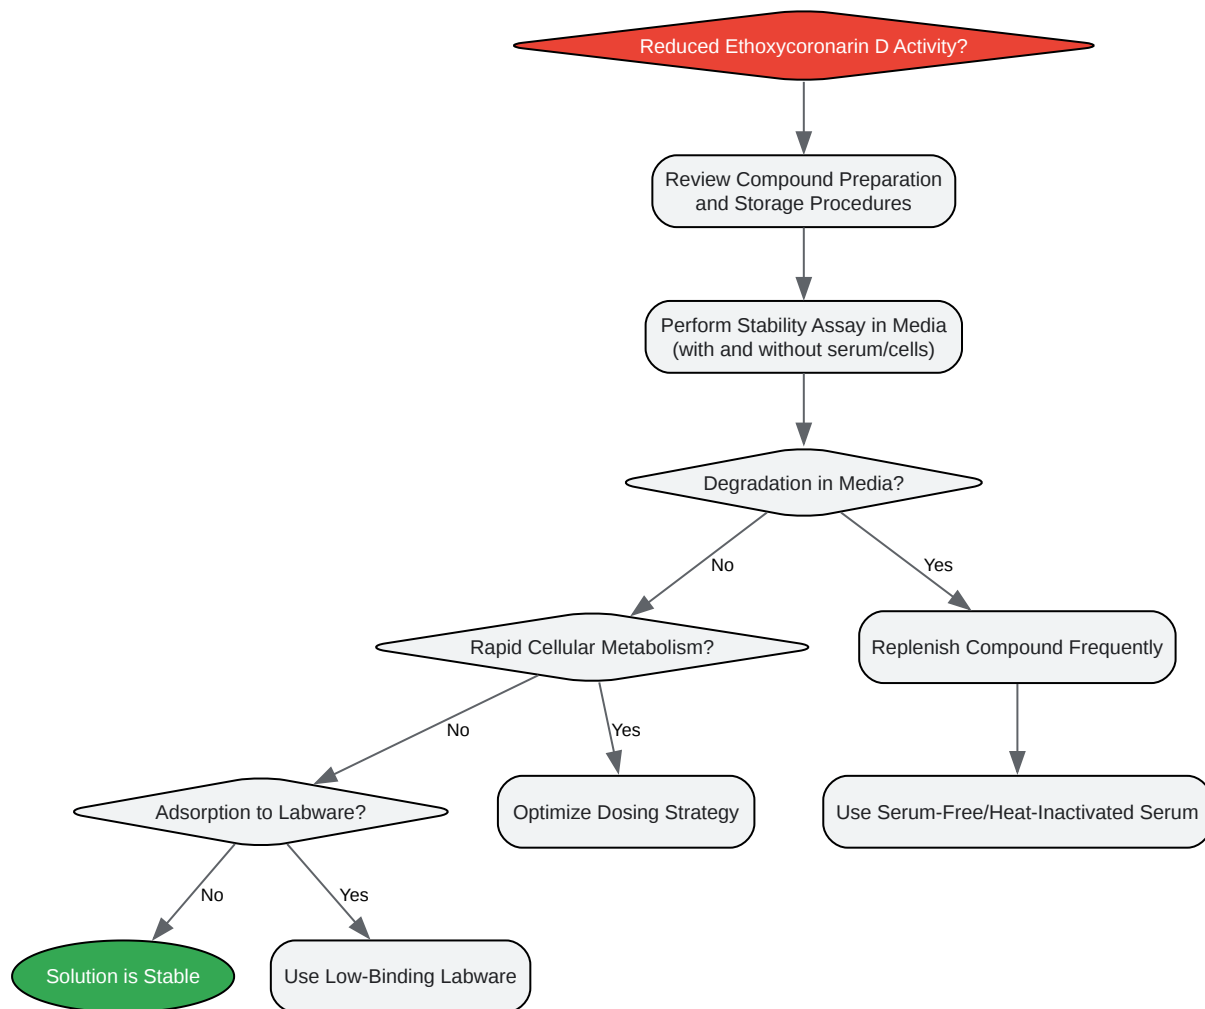 Reduced Ethoxycoronarin D Activity?
Review Compound Preparation
and Storage Procedures
Perform Stability Assay in Media
(with and without serum/cells)
Degradation in Media?
No
Yes
Rapid Cellular Metabolism?
Replenish Compound Frequently
No
Yes
Adsorption to Labware?
Optimize Dosing Strategy
Use Serum-Free/Heat-Inactivated Serum
No
Yes
Solution is Stable
Use Low-Binding Labware